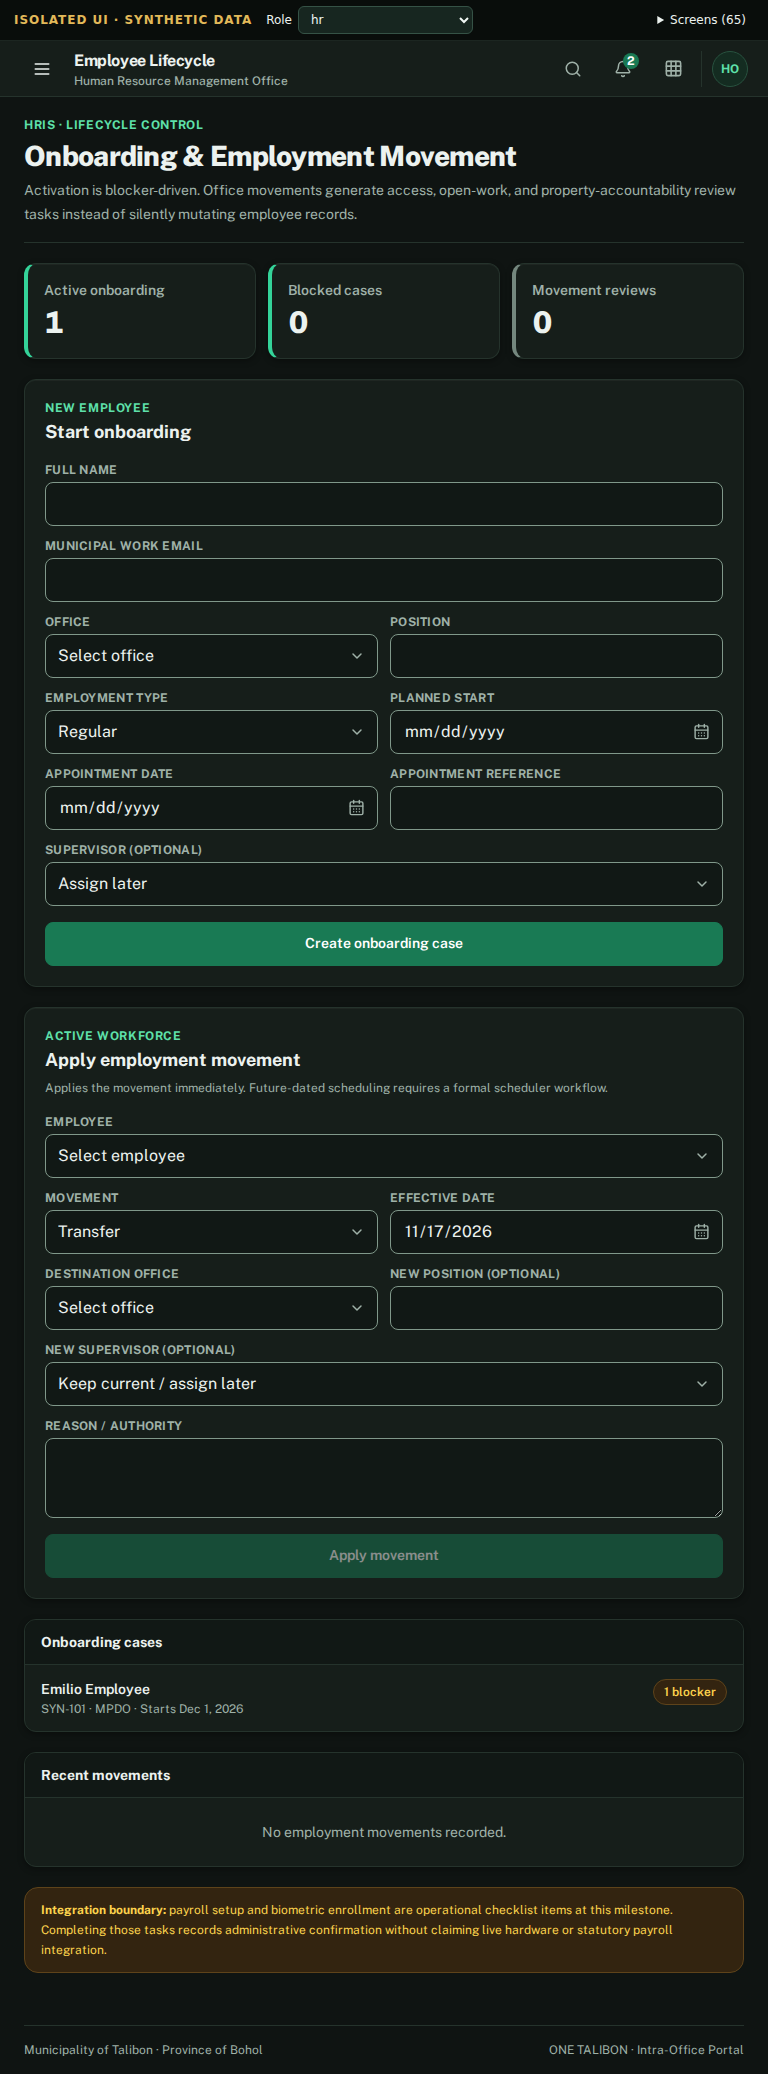 ISOLATED UI · SYNTHETIC DATA Role hr ▶ Screens (65)
Employee Lifecycle
Human Resource Management Office
2
HO
HRIS · LIFECYCLE CONTROL
Onboarding & Employment Movement
Activation is blocker-driven. Office movements generate access, open-work, and property-accountability review
tasks instead of silently mutating employee records.
Active onboarding
1
Blocked cases
0
Movement reviews
0
NEW EMPLOYEE
Start onboarding
FULL NAME
MUNICIPAL WORK EMAIL
OFFICE
Select office
POSITION
EMPLOYMENT TYPE
Regular
PLANNED START
mm/dd/yyyy
APPOINTMENT DATE
mm/dd/yyyy
APPOINTMENT REFERENCE
SUPERVISOR (OPTIONAL)
Assign later
Create onboarding case
ACTIVE WORKFORCE
Apply employment movement
Applies the movement immediately. Future-dated scheduling requires a formal scheduler workflow.
EMPLOYEE
Select employee
MOVEMENT
Transfer
EFFECTIVE DATE
11/17/2026
DESTINATION OFFICE
Select office
NEW POSITION (OPTIONAL)
NEW SUPERVISOR (OPTIONAL)
Keep current / assign later
REASON / AUTHORITY
Apply movement
Onboarding cases
Emilio Employee
SYN-101 · MPDO · Starts Dec 1, 2026
1 blocker
Recent movements
No employment movements recorded.
Integration boundary: payroll setup and biometric enrollment are operational checklist items at this milestone.
Completing those tasks records administrative confirmation without claiming live hardware or statutory payroll
integration.
Municipality of Talibon · Province of Bohol
ONE TALIBON · Intra-Office Portal